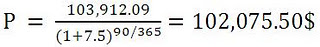 P = 103,912.09 / (1+7.5)^90/365 = 102,075.50$